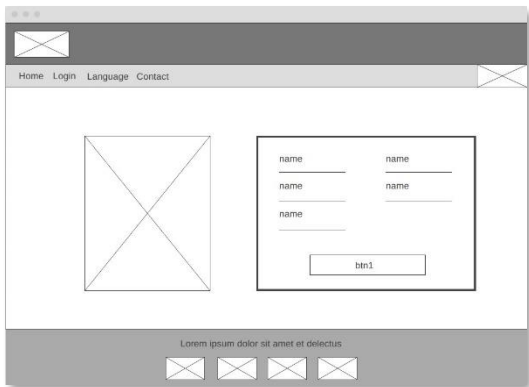 Home Login Language Contact
name name
name name
name
btn1
Lorem ipsum dolor sit amet et delectus